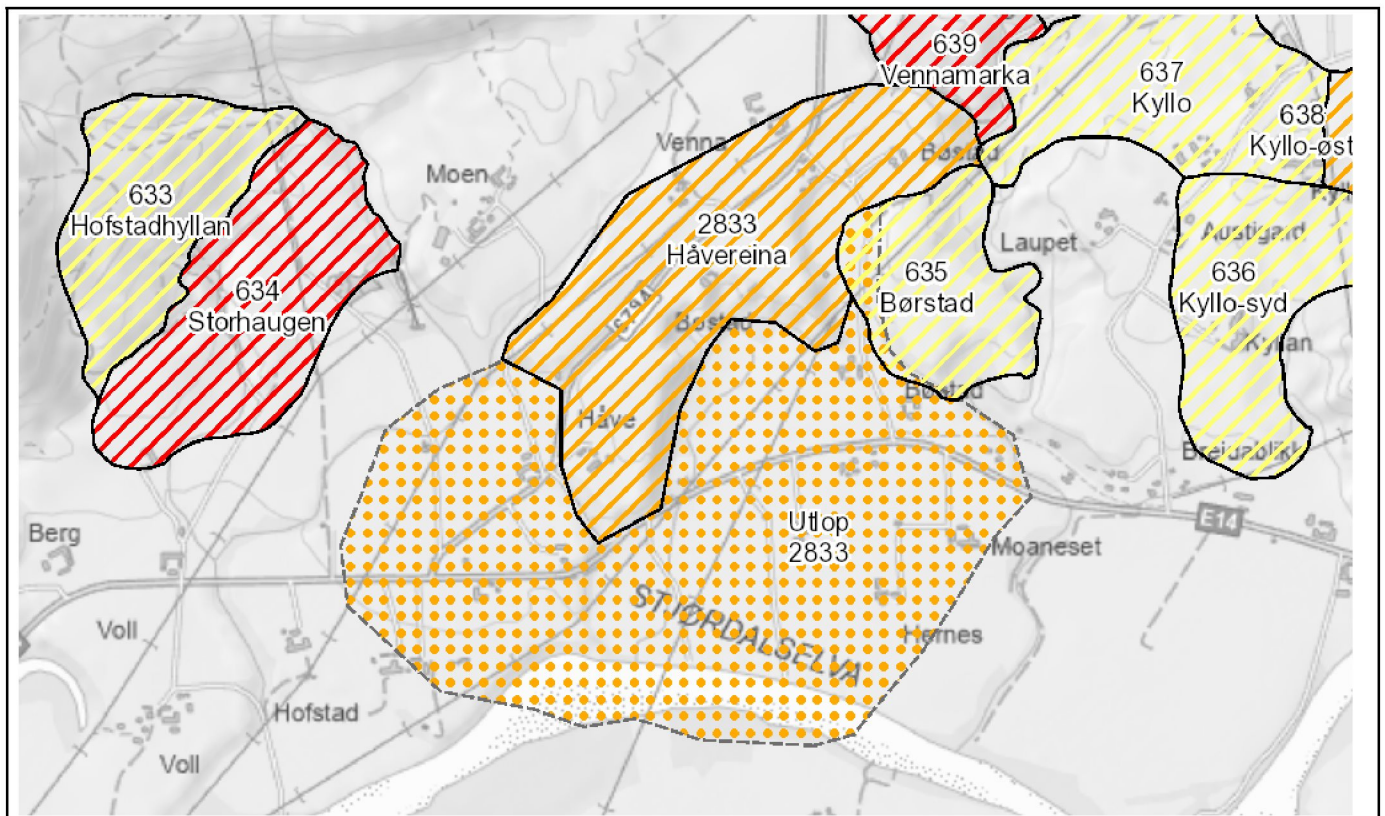 639
Vennamarka
637
Kyllo
638
Kyllo-øst
Venna
Børstad
Moen
633
Hofstadhyllan
2833
Håvereina
Laupet
Austigard
634
Storhaugen
635
Børstad
636
Kyllo-syd
Kyllan
Børstad
Håve
Breidablikk
Utløp
2833
E14
Berg
Moaneset
STJØRDALSELVA
Voll
Hernes
Hofstad
Voll